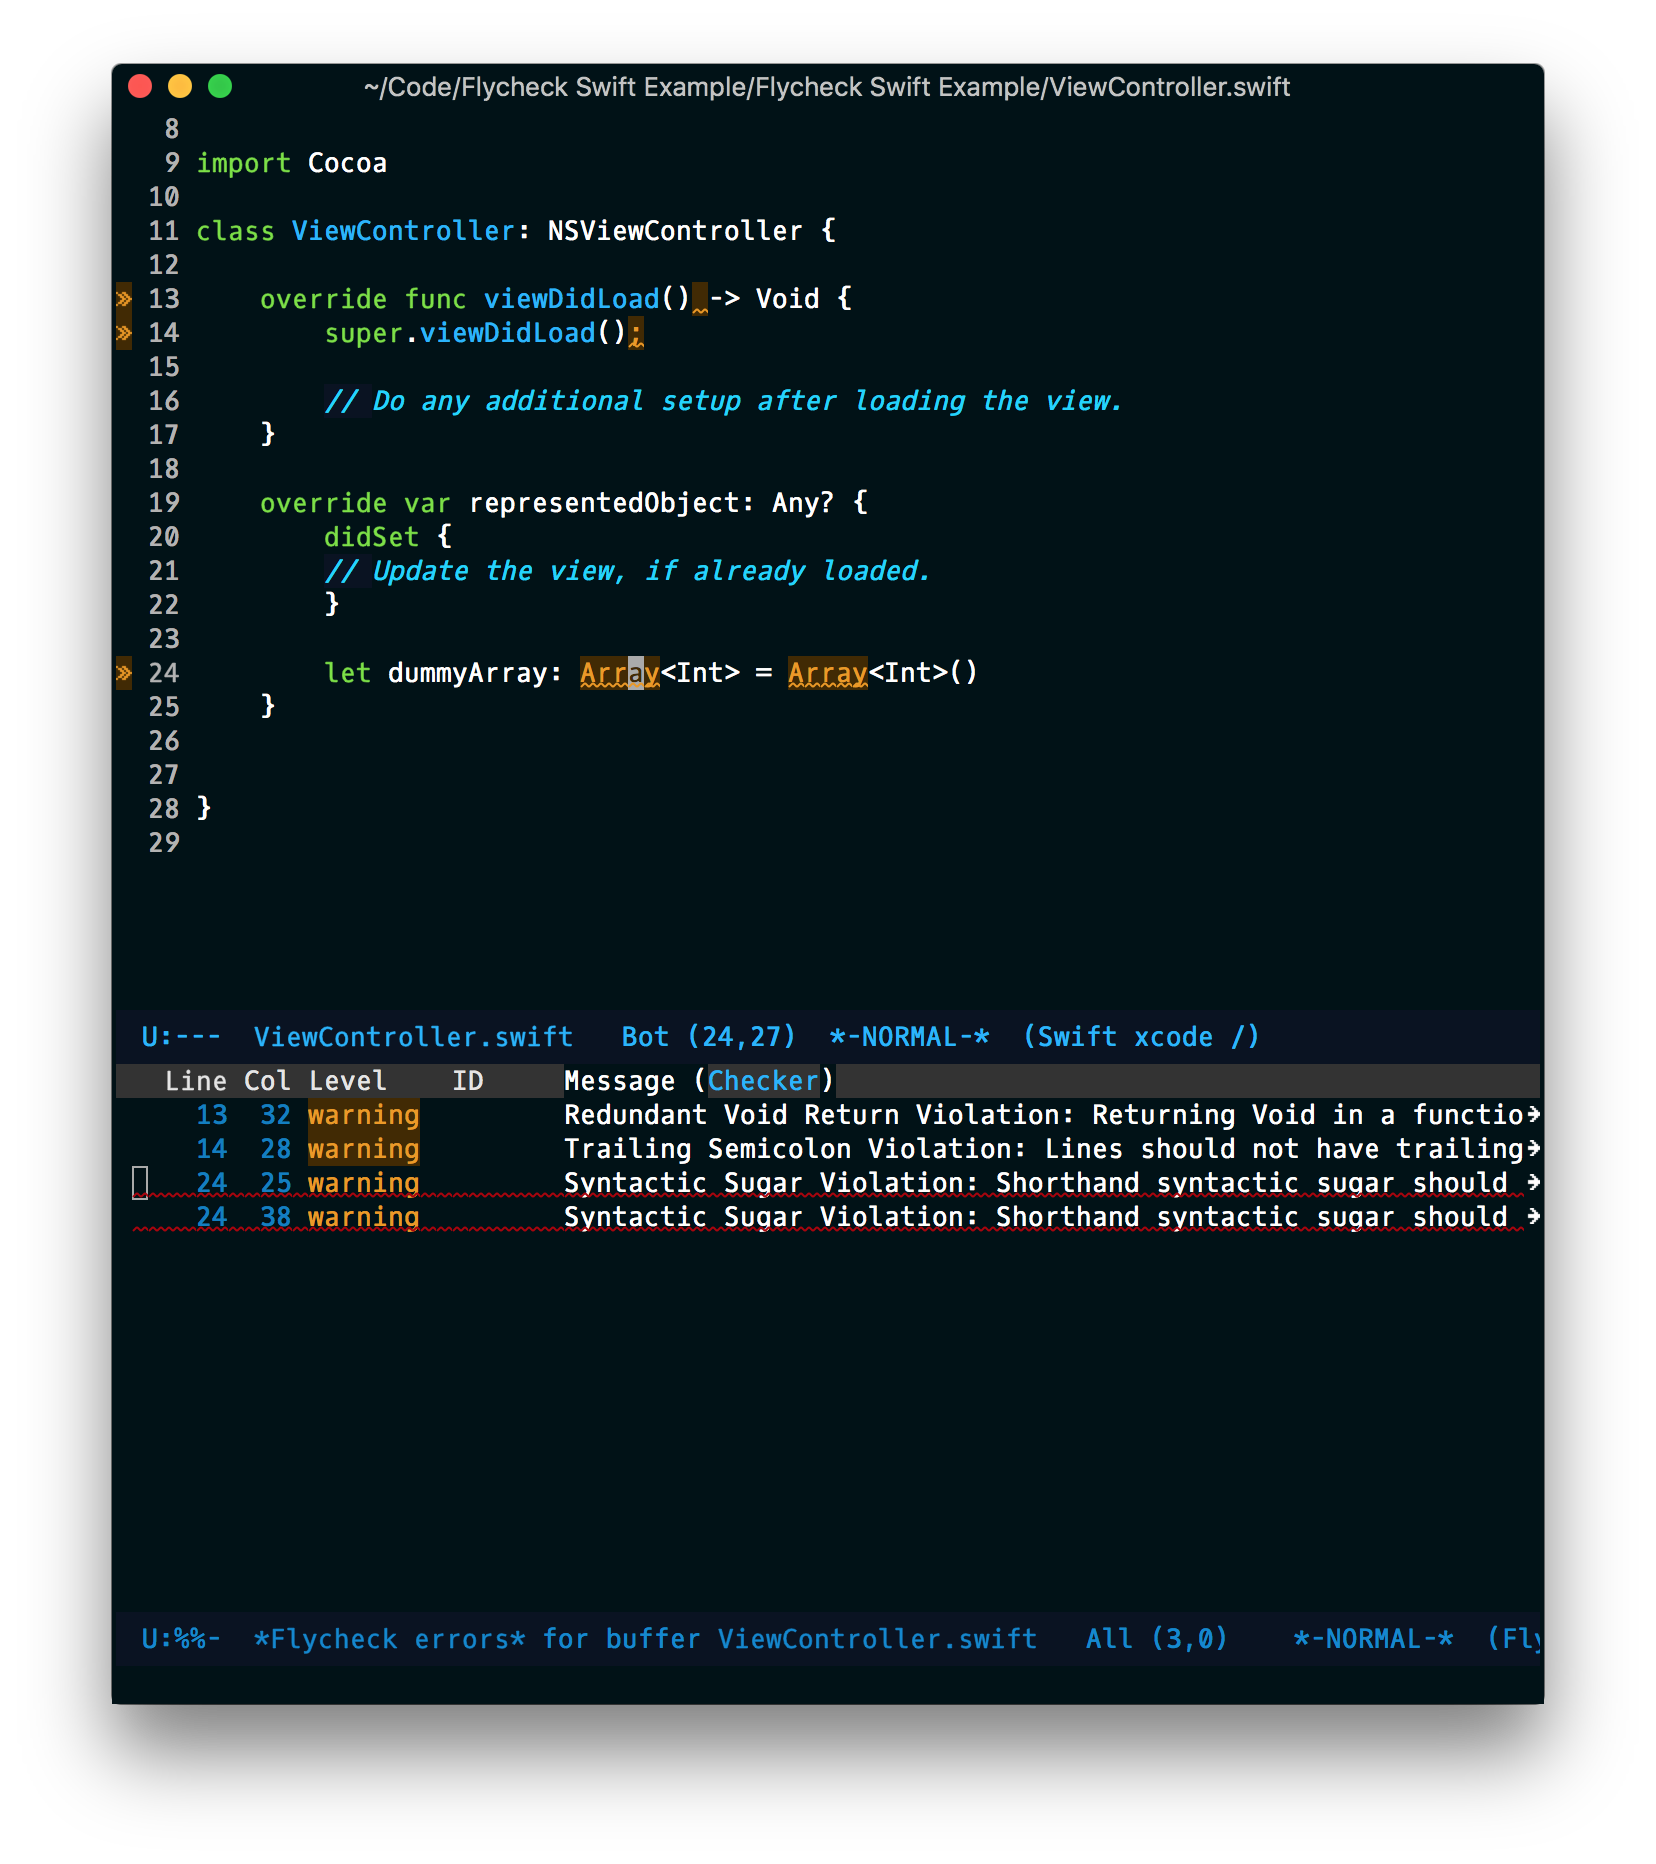 ~/Code/Flycheck Swift Example/Flycheck Swift Example/ViewController.swift
8
9 import Cocoa
10
11 class ViewController: NSViewController {
12
13     override func viewDidLoad() -> Void {
14         super.viewDidLoad();
15
16         // Do any additional setup after loading the view.
17     }
18
19     override var representedObject: Any? {
20         didSet {
21         // Update the view, if already loaded.
22         }
23
24         let dummyArray: Array<Int> = Array<Int>()
25     }
26
27
28 }
29
U:---  ViewController.swift   Bot (24,27)  *-NORMAL-*  (Swift xcode /)
Line Col Level    ID     Message (Checker)
13  32 warning         Redundant Void Return Violation: Returning Void in a functio
14  28 warning         Trailing Semicolon Violation: Lines should not have trailing
24  25 warning         Syntactic Sugar Violation: Shorthand syntactic sugar should
24  38 warning         Syntactic Sugar Violation: Shorthand syntactic sugar should
U:%%-  *Flycheck errors* for buffer ViewController.swift   All (3,0)    *-NORMAL-*  (Fly